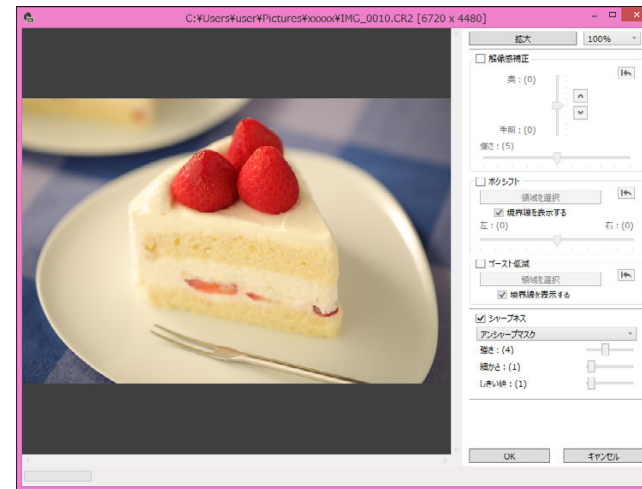 C:¥Users¥user¥Pictures¥xxxxx¥IMG_0010.CR2 [6720 x 4480]
拡大 100%
解像感補正
奥：(0)
手前：(0)
強さ：(5)
ボケシフト
領域を選択
境界線を表示する
左：(0) 右：(0)
ゴースト低減
領域を選択
境界線を表示する
シャープネス
アンシャープマスク
強さ：(4)
細かさ：(1)
しきい値：(1)
OK キャンセル